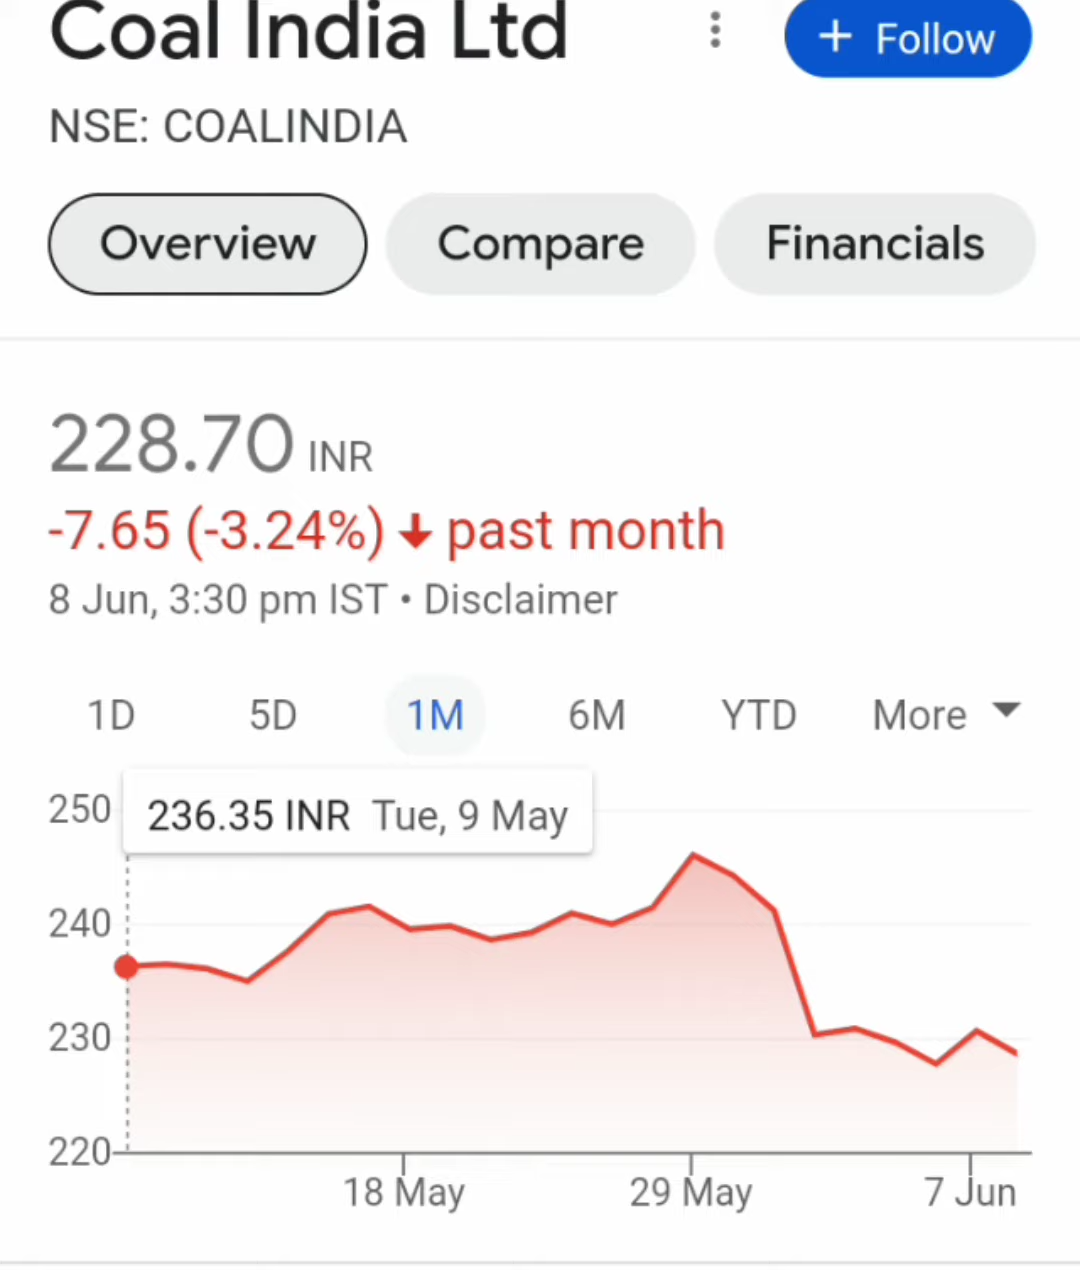 Coal India Ltd
+ Follow
NSE: COALINDIA
Overview Compare Financials
228.70 INR
-7.65 (-3.24%) ↓ past month
8 Jun, 3:30 pm IST • Disclaimer
1D 5D 1M 6M YTD More
250
236.35 INR Tue, 9 May
240
230
220
18 May 29 May 7 Jun